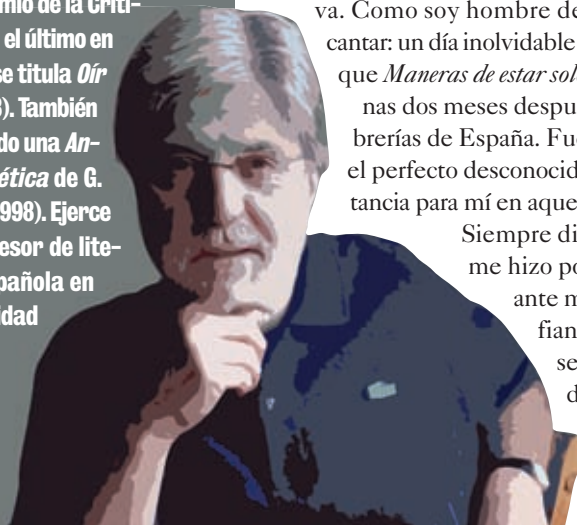 mio de la Críti-
el último en
se titula Oír
). También
do una An-
ética de G.
1998). Ejerce
esor de lite-
pañola en
dad
va. Como soy hombre de
cantar: un día inolvidable
que Maneras de estar sol
nas dos meses despu
brerías de España. Fu
el perfecto desconocid
tancia para mí en aque
Siempre di
me hizo po
ante m
fian
se
d